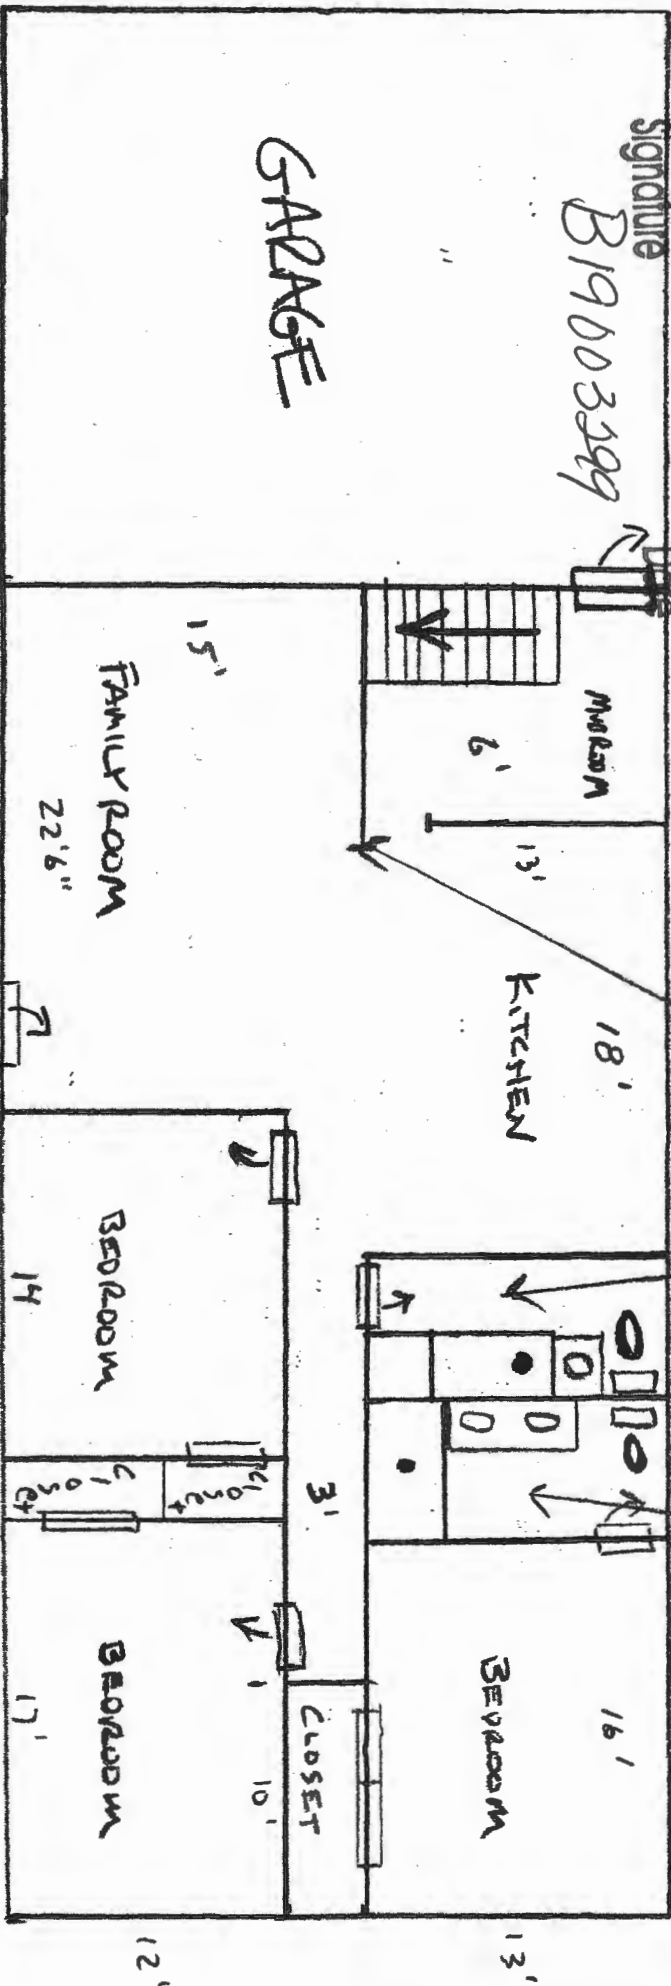 Signature
B19003299
GARAGE
MUDROOM
6'
15'
FAMILY ROOM
22'6"
13'
KITCHEN
18'
BEDROOM
14
Closet
Closet
3'
BEDROOM
17'
10'
CLOSET
BEDROOM
16'
12'
13'